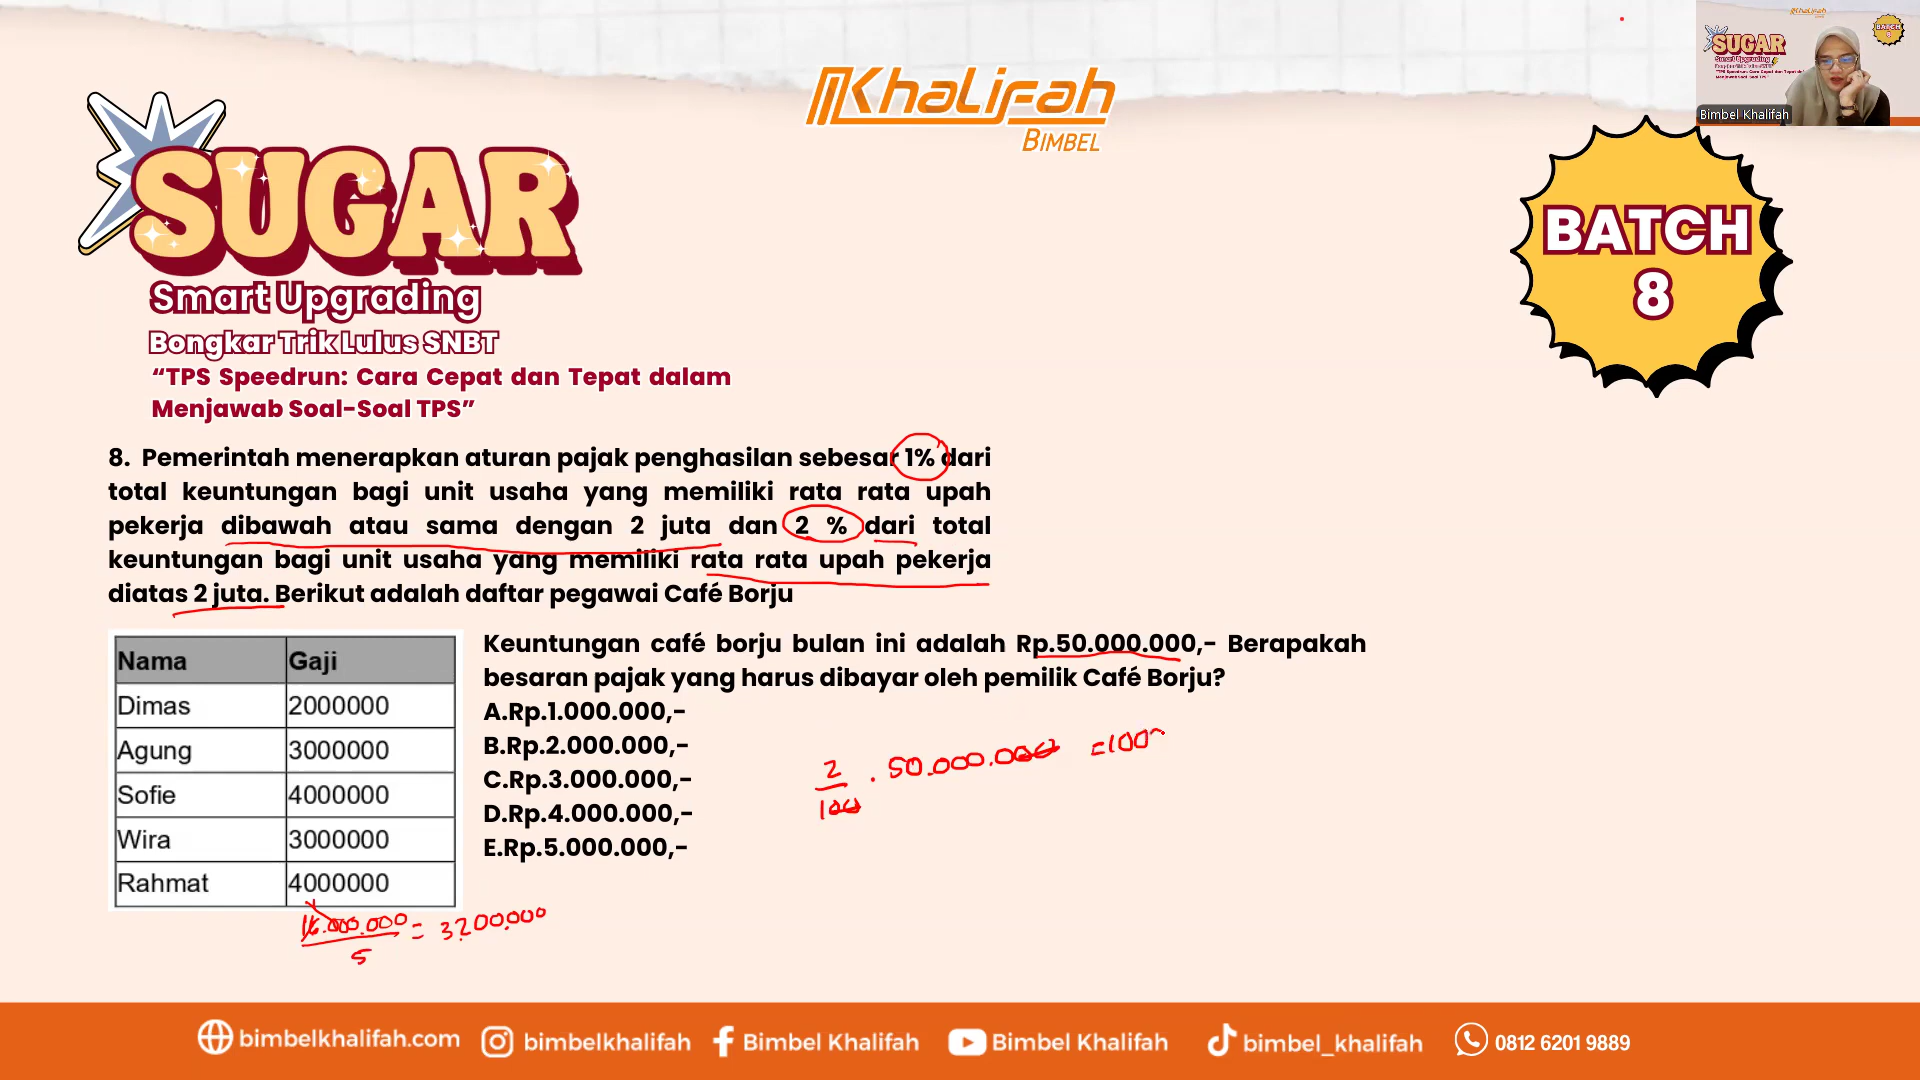 KhaLifah
BIMBEL
SUGAR
Smart Upgrading
Bongkar Trik Lulus SNBT
“TPS Speedrun: Cara Cepat dan Tepat dalam
Menjawab Soal-Soal TPS”
BATCH
8
Bimbel Khalifah
8. Pemerintah menerapkan aturan pajak penghasilan sebesar 1% dari
total keuntungan bagi unit usaha yang memiliki rata rata upah
pekerja dibawah atau sama dengan 2 juta dan 2 % dari total
keuntungan bagi unit usaha yang memiliki rata rata upah pekerja
diatas 2 juta. Berikut adalah daftar pegawai Café Borju
Nama Gaji
Dimas 2000000
Agung 3000000
Sofie 4000000
Wira 3000000
Rahmat 4000000
16.000.000 = 3.200.000
5
Keuntungan café borju bulan ini adalah Rp.50.000.000,- Berapakah
besaran pajak yang harus dibayar oleh pemilik Café Borju?
A.Rp.1.000.000,-
B.Rp.2.000.000,-
C.Rp.3.000.000,-
D.Rp.4.000.000,-
E.Rp.5.000.000,-
2/100 . 50.000.000 = 100
bimbelkhalifah.com bimbelkhalifah Bimbel Khalifah Bimbel Khalifah bimbel_khalifah 0812 6201 9889